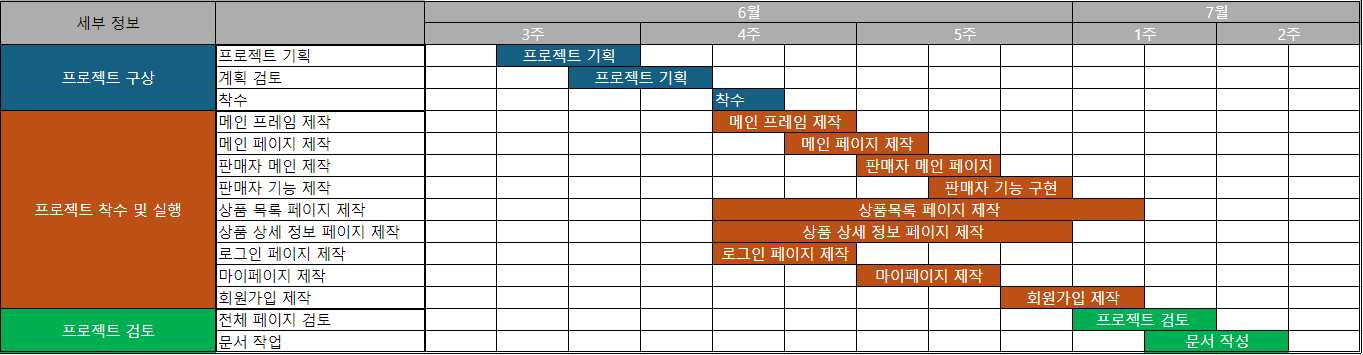 세부 정보
6월
7월
3주
4주
5주
1주
2주
프로젝트 구상
프로젝트 기획
프로젝트 기획
계획 검토
프로젝트 기획
착수
착수
프로젝트 착수 및 실행
메인 프레임 제작
메인 프레임 제작
메인 페이지 제작
메인 페이지 제작
판매자 메인 제작
판매자 메인 페이지
판매자 기능 제작
판매자 기능 구현
상품 목록 페이지 제작
상품목록 페이지 제작
상품 상세 정보 페이지 제작
상품 상세 정보 페이지 제작
로그인 페이지 제작
로그인 페이지 제작
마이페이지 제작
마이페이지 제작
회원가입 제작
회원가입 제작
프로젝트 검토
전체 페이지 검토
프로젝트 검토
문서 작업
문서 작성